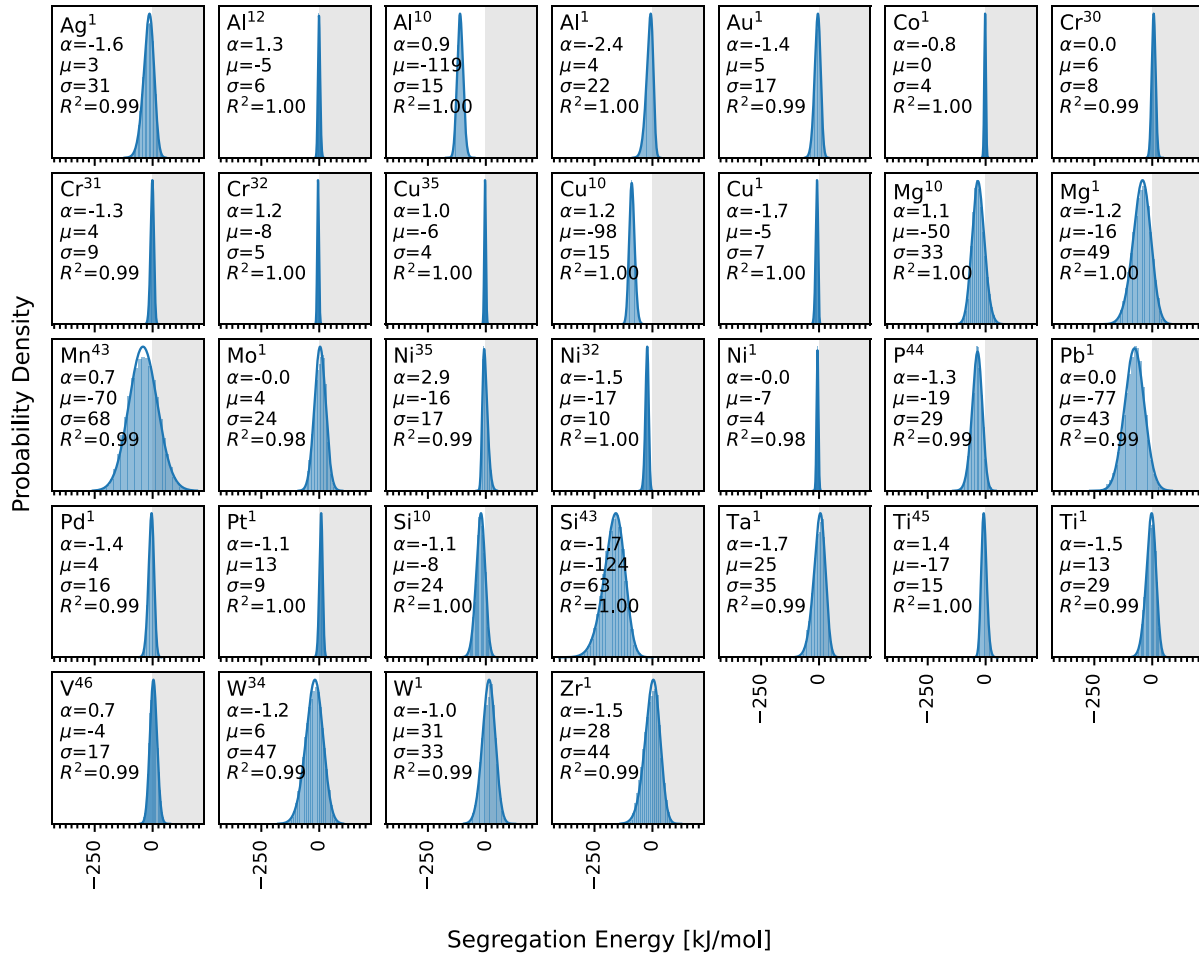 Ag¹
α=-1.6
μ=3
σ=31
R²=0.99
Al¹²
α=1.3
μ=-5
σ=6
R²=1.00
Al¹⁰
α=0.9
μ=-119
σ=15
R²=1.00
Al¹
α=-2.4
μ=4
σ=22
R²=1.00
Au¹
α=-1.4
μ=5
σ=17
R²=0.99
Co¹
α=-0.8
μ=0
σ=4
R²=1.00
Cr³⁰
α=0.0
μ=6
σ=8
R²=0.99
Cr³¹
α=-1.3
μ=4
σ=9
R²=0.99
Cr³²
α=1.2
μ=-8
σ=5
R²=1.00
Cu³⁵
α=1.0
μ=-6
σ=4
R²=1.00
Cu¹⁰
α=1.2
μ=-98
σ=15
R²=1.00
Cu¹
α=-1.7
μ=-5
σ=7
R²=1.00
Mg¹⁰
α=1.1
μ=-50
σ=33
R²=1.00
Mg¹
α=-1.2
μ=-16
σ=49
R²=1.00
Mn⁴³
α=0.7
μ=-70
σ=68
R²=0.99
Mo¹
α=-0.0
μ=4
σ=24
R²=0.98
Ni³⁵
α=2.9
μ=-16
σ=17
R²=0.99
Ni³²
α=-1.5
μ=-17
σ=10
R²=1.00
Ni¹
α=-0.0
μ=-7
σ=4
R²=0.98
P⁴⁴
α=-1.3
μ=-19
σ=29
R²=0.99
Pb¹
α=0.0
μ=-77
σ=43
R²=0.99
Pd¹
α=-1.4
μ=4
σ=16
R²=0.99
Pt¹
α=-1.1
μ=13
σ=9
R²=1.00
Si¹⁰
α=-1.1
μ=-8
σ=24
R²=1.00
Si⁴³
α=-1.7
μ=-124
σ=63
R²=1.00
Ta¹
α=-1.7
μ=25
σ=35
R²=0.99
Ti⁴⁵
α=1.4
μ=-17
σ=15
R²=1.00
Ti¹
α=-1.5
μ=13
σ=29
R²=0.99
−250
0
−250
0
−250
0
V⁴⁶
α=0.7
μ=-4
σ=17
R²=0.99
W³⁴
α=-1.2
μ=6
σ=47
R²=0.99
W¹
α=-1.0
μ=31
σ=33
R²=0.99
Zr¹
α=-1.5
μ=28
σ=44
R²=0.99
−250
0
−250
0
−250
0
−250
0
Probability Density
Segregation Energy [kJ/mol]